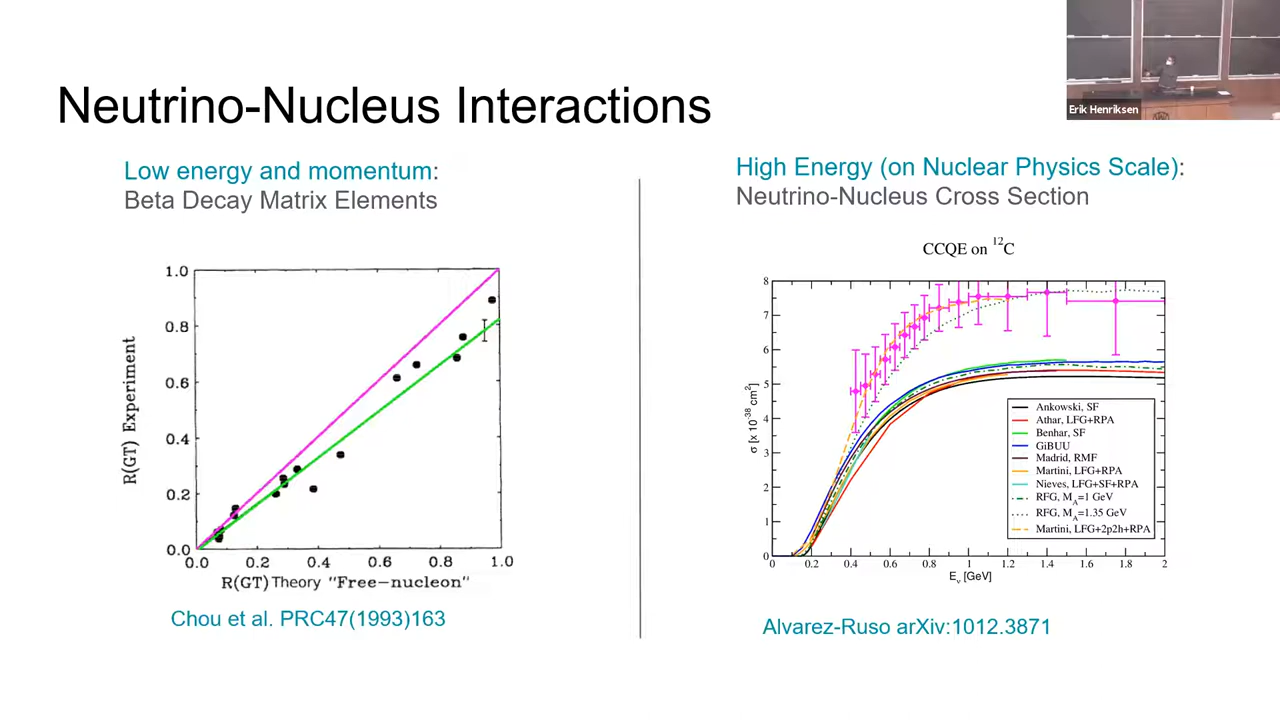 Erik Henriksen
Neutrino-Nucleus Interactions
Low energy and momentum:
Beta Decay Matrix Elements
1.0
0.8
0.6
0.4
0.2
0.0
R(GT) Experiment
0.0 0.2 0.4 0.6 0.8 1.0
R(GT) Theory "Free-nucleon"
Chou et al. PRC47(1993)163
High Energy (on Nuclear Physics Scale):
Neutrino-Nucleus Cross Section
CCQE on ¹²C
8
7
6
5
4
3
2
1
0
σ [x 10⁻³⁸ cm²]
Ankowski, SF
Athar, LFG+RPA
Benhar, SF
GiBUU
Madrid, RMF
Martini, LFG+RPA
Nieves, LFG+SF+RPA
RFG, M_A=1 GeV
RFG, M_A=1.35 GeV
Martini, LFG+2p2h+RPA
0 0.2 0.4 0.6 0.8 1.0 1.2 1.4 1.6 1.8 2
E_ν [GeV]
Alvarez-Ruso arXiv:1012.3871